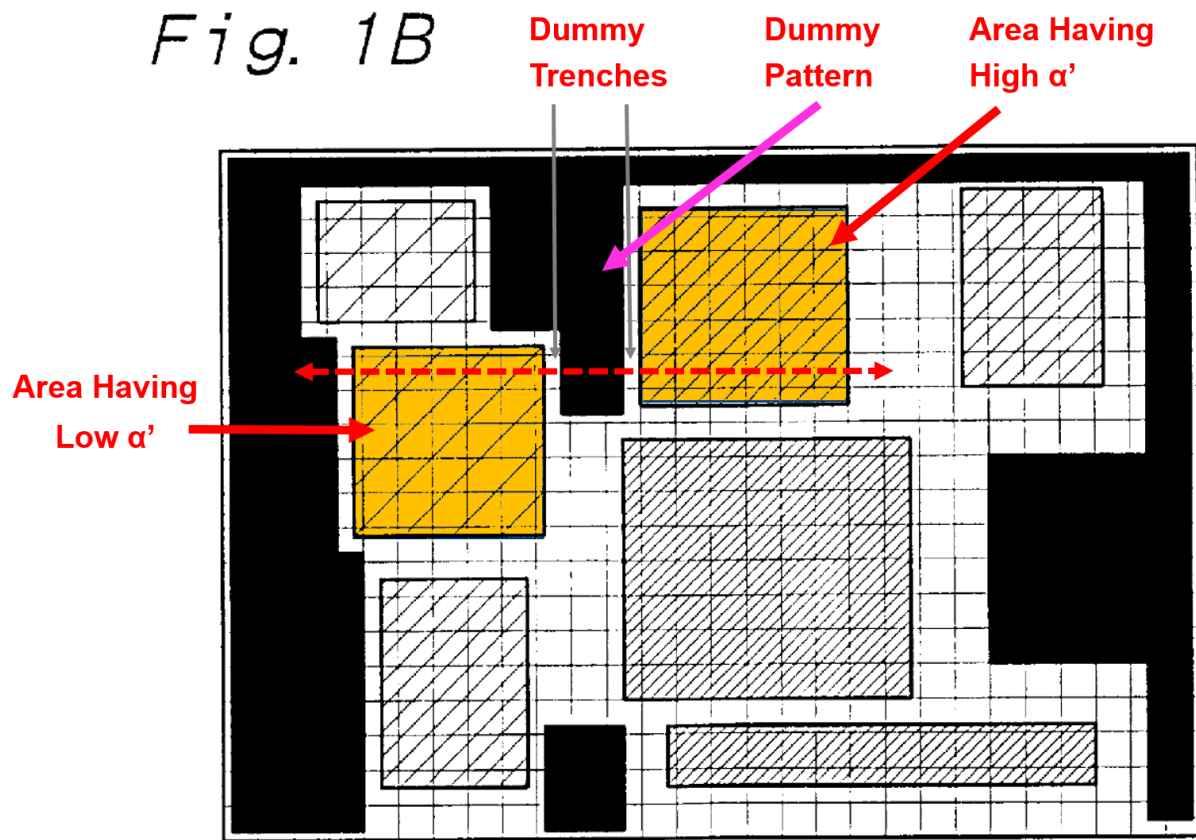 Fig. 1B
Dummy
Trenches
Dummy
Pattern
Area Having
High α’
Area Having
Low α’